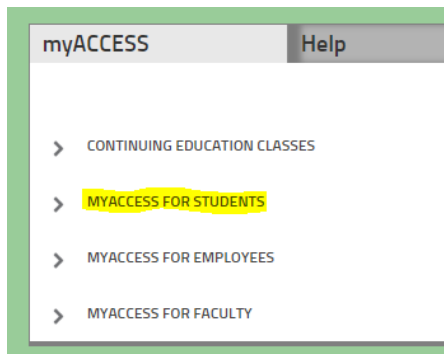 myACCESS Help
CONTINUING EDUCATION CLASSES
MYACCESS FOR STUDENTS
MYACCESS FOR EMPLOYEES
MYACCESS FOR FACULTY